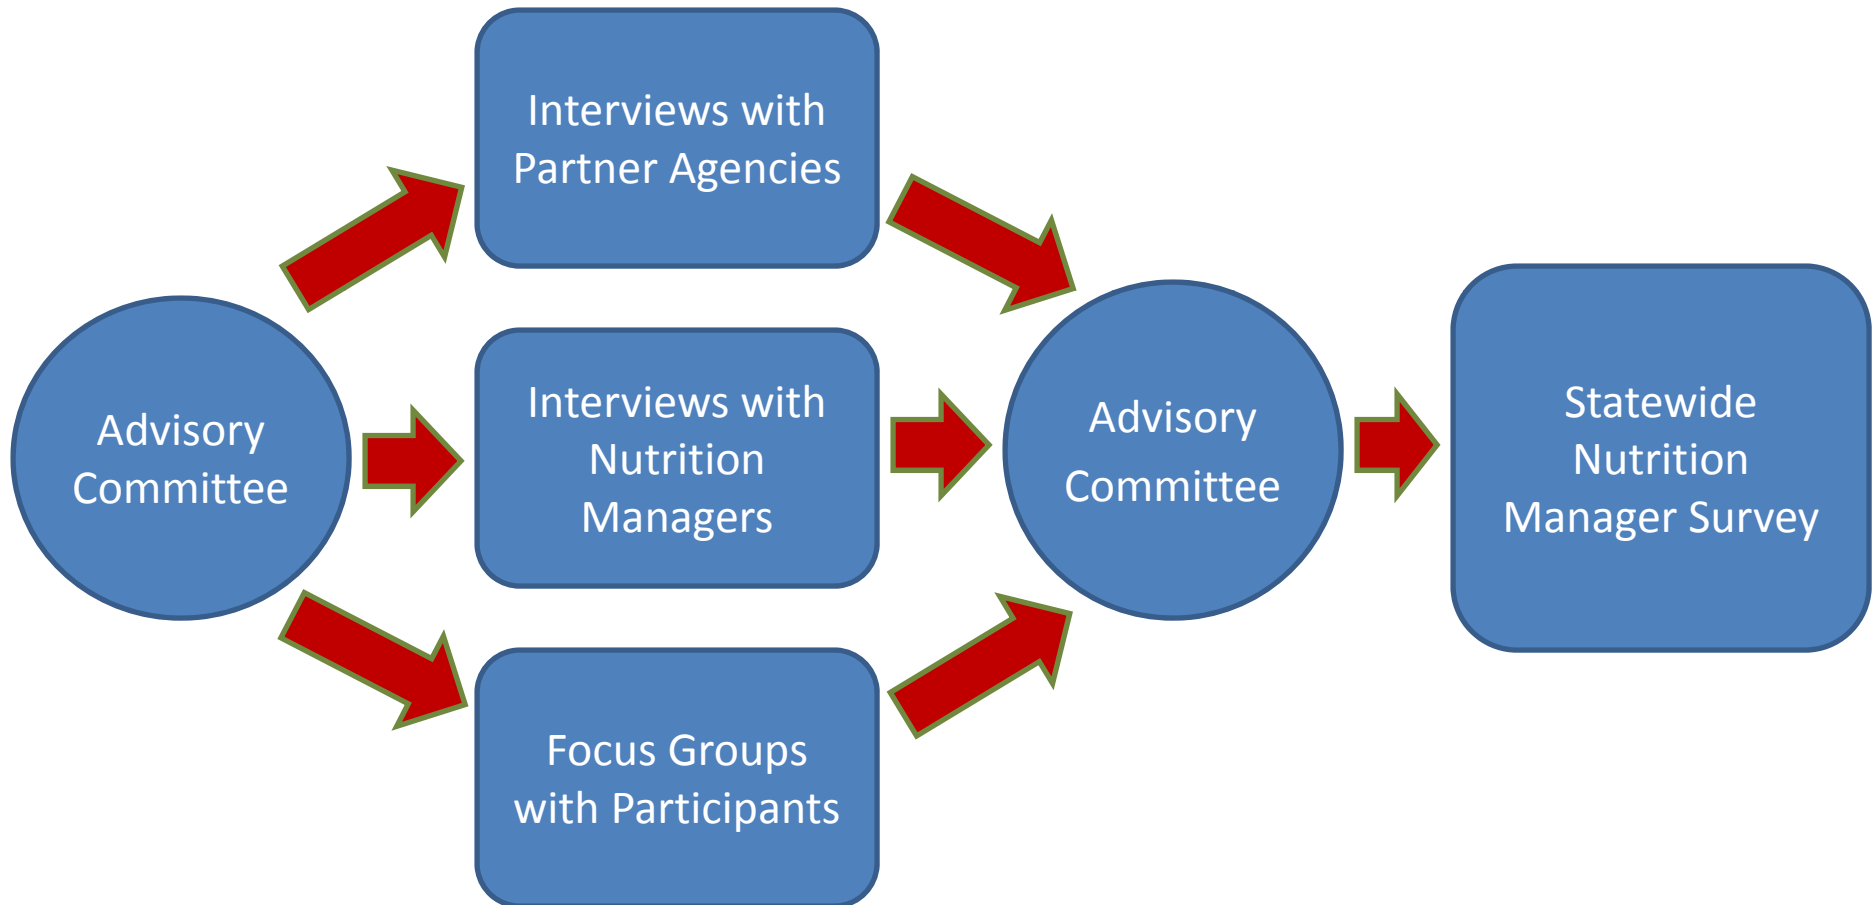 Advisory
Committee
Interviews with
Partner Agencies
Interviews with
Nutrition
Managers
Focus Groups
with Participants
Advisory
Committee
Statewide
Nutrition
Manager Survey